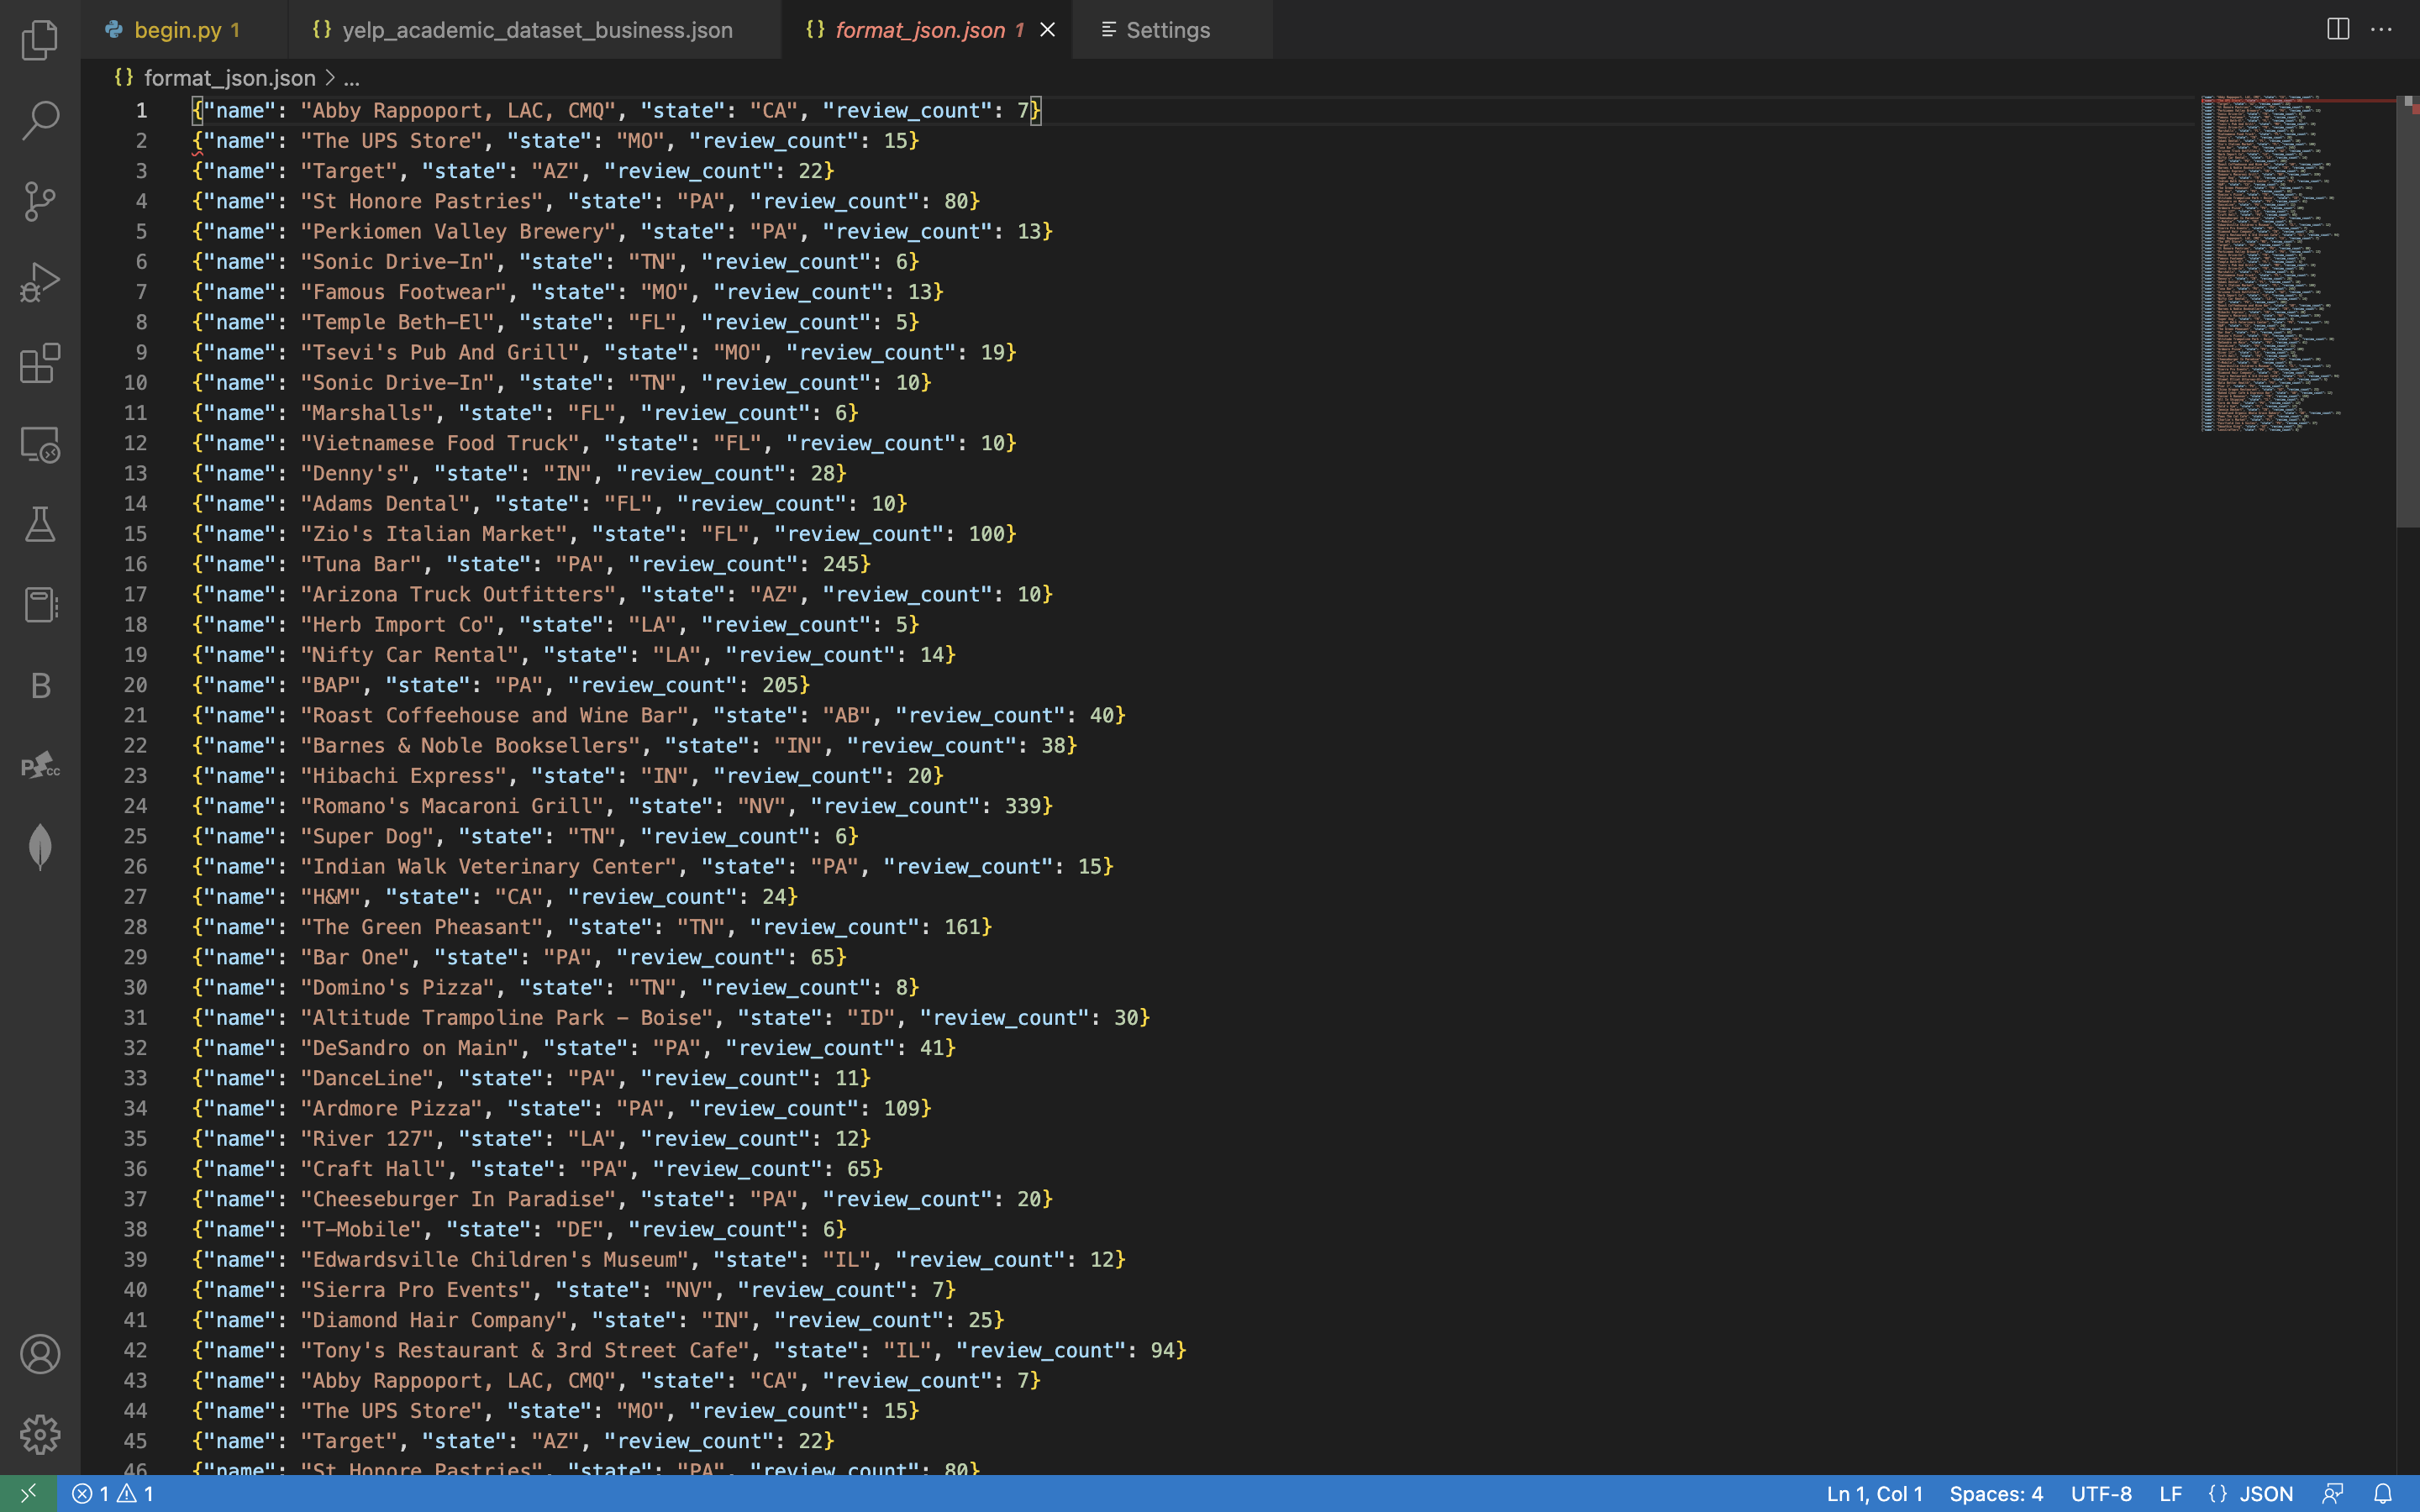 begin.py 1
yelp_academic_dataset_business.json
format_json.json 1
Settings
format_json.json > ...
1 {"name": "Abby Rappoport, LAC, CMQ", "state": "CA", "review_count": 7}
2 {"name": "The UPS Store", "state": "MO", "review_count": 15}
3 {"name": "Target", "state": "AZ", "review_count": 22}
4 {"name": "St Honore Pastries", "state": "PA", "review_count": 80}
5 {"name": "Perkiomen Valley Brewery", "state": "PA", "review_count": 13}
6 {"name": "Sonic Drive-In", "state": "TN", "review_count": 6}
7 {"name": "Famous Footwear", "state": "MO", "review_count": 13}
8 {"name": "Temple Beth-El", "state": "FL", "review_count": 5}
9 {"name": "Tsevi's Pub And Grill", "state": "MO", "review_count": 19}
10 {"name": "Sonic Drive-In", "state": "TN", "review_count": 10}
11 {"name": "Marshalls", "state": "FL", "review_count": 6}
12 {"name": "Vietnamese Food Truck", "state": "FL", "review_count": 10}
13 {"name": "Denny's", "state": "IN", "review_count": 28}
14 {"name": "Adams Dental", "state": "FL", "review_count": 10}
15 {"name": "Zio's Italian Market", "state": "FL", "review_count": 100}
16 {"name": "Tuna Bar", "state": "PA", "review_count": 245}
17 {"name": "Arizona Truck Outfitters", "state": "AZ", "review_count": 10}
18 {"name": "Herb Import Co", "state": "LA", "review_count": 5}
19 {"name": "Nifty Car Rental", "state": "LA", "review_count": 14}
20 {"name": "BAP", "state": "PA", "review_count": 205}
21 {"name": "Roast Coffeehouse and Wine Bar", "state": "AB", "review_count": 40}
22 {"name": "Barnes & Noble Booksellers", "state": "IN", "review_count": 38}
23 {"name": "Hibachi Express", "state": "IN", "review_count": 20}
24 {"name": "Romano's Macaroni Grill", "state": "NV", "review_count": 339}
25 {"name": "Super Dog", "state": "TN", "review_count": 6}
26 {"name": "Indian Walk Veterinary Center", "state": "PA", "review_count": 15}
27 {"name": "H&M", "state": "CA", "review_count": 24}
28 {"name": "The Green Pheasant", "state": "TN", "review_count": 161}
29 {"name": "Bar One", "state": "PA", "review_count": 65}
30 {"name": "Domino's Pizza", "state": "TN", "review_count": 8}
31 {"name": "Altitude Trampoline Park - Boise", "state": "ID", "review_count": 30}
32 {"name": "DeSandro on Main", "state": "PA", "review_count": 41}
33 {"name": "DanceLine", "state": "PA", "review_count": 11}
34 {"name": "Ardmore Pizza", "state": "PA", "review_count": 109}
35 {"name": "River 127", "state": "LA", "review_count": 12}
36 {"name": "Craft Hall", "state": "PA", "review_count": 65}
37 {"name": "Cheeseburger In Paradise", "state": "PA", "review_count": 20}
38 {"name": "T-Mobile", "state": "DE", "review_count": 6}
39 {"name": "Edwardsville Children's Museum", "state": "IL", "review_count": 12}
40 {"name": "Sierra Pro Events", "state": "NV", "review_count": 7}
41 {"name": "Diamond Hair Company", "state": "IN", "review_count": 25}
42 {"name": "Tony's Restaurant & 3rd Street Cafe", "state": "IL", "review_count": 94}
43 {"name": "Abby Rappoport, LAC, CMQ", "state": "CA", "review_count": 7}
44 {"name": "The UPS Store", "state": "MO", "review_count": 15}
45 {"name": "Target", "state": "AZ", "review_count": 22}
46 {"name": "St Honore Pastries", "state": "PA", "review_count": 80}
1 1
Ln 1, Col 1 Spaces: 4 UTF-8 LF {} JSON